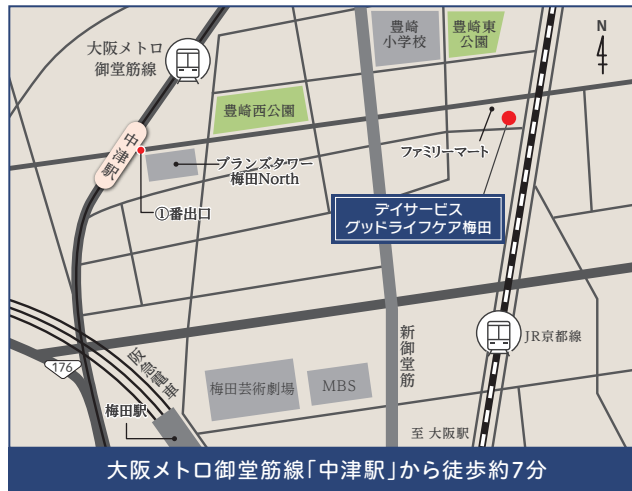 大阪メトロ
御堂筋線
豊崎
小学校
豊崎東
公園
N
豊崎西公園
中津駅
ブランズタワー
梅田North
①番出口
ファミリーマート
デイサービス
グッドライフケア梅田
176
阪急電車
梅田駅
梅田芸術劇場
MBS
新御堂筋
JR京都線
至 大阪駅
大阪メトロ御堂筋線「中津駅」から徒歩約7分